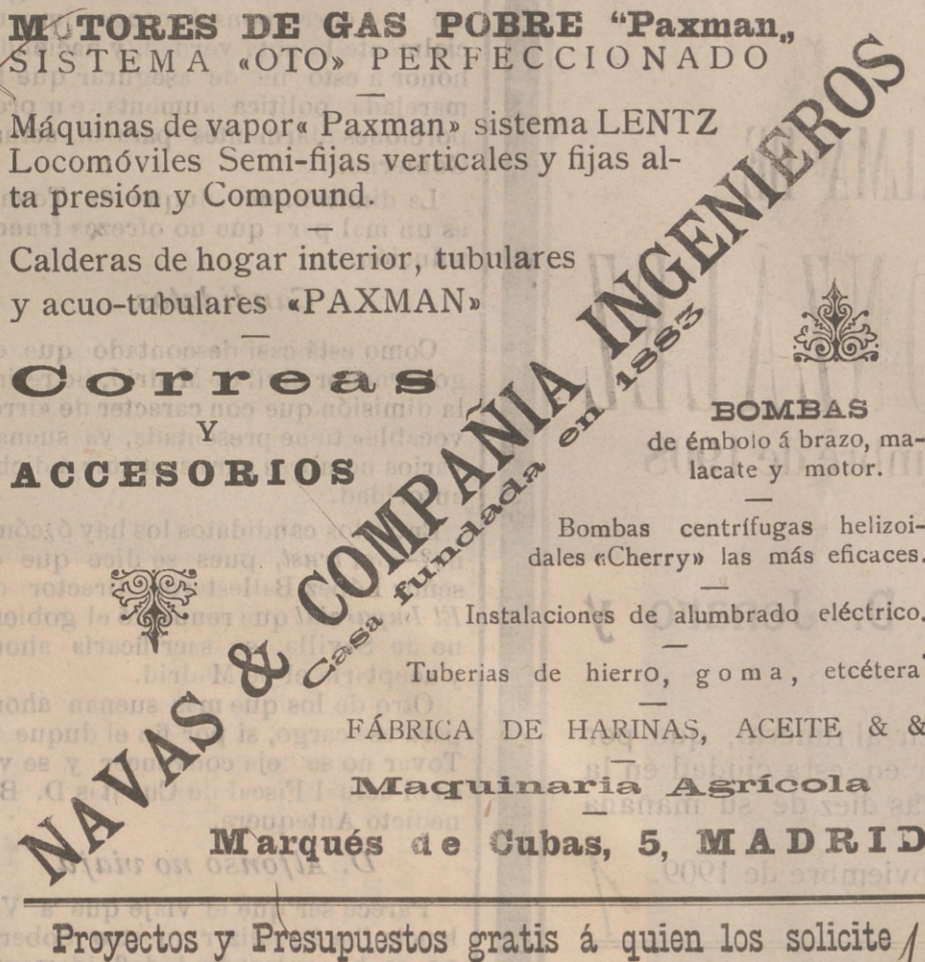 MOTORES DE GAS POBRE “Paxman„
SISTEMA «OTO» PERFECCIONADO
Máquinas de vapor« Paxman» sistema LENTZ
Locomóviles Semi-fijas verticales y fijas al-
ta presión y Compound.
Calderas de hogar interior, tubulares
y acuo-tubulares «PAXMAN»
Correas
Y
ACCESORIOS
NAVAS & COMPAÑIA INGENIEROS
Casa fundada en 1883
BOMBAS
de émbolo á brazo, ma-
lacate y motor.
Bombas centrífugas helizoi-
dales «Cherry» las más eficaces.
Instalaciones de alumbrado eléctrico.
Tuberias de hierro, goma, etcétera
FÁBRICA DE HARINAS, ACEITE & &
Maquinaria Agrícola
Marqués de Cubas, 5, MADRID
Proyectos y Presupuestos gratis á quien los solicite